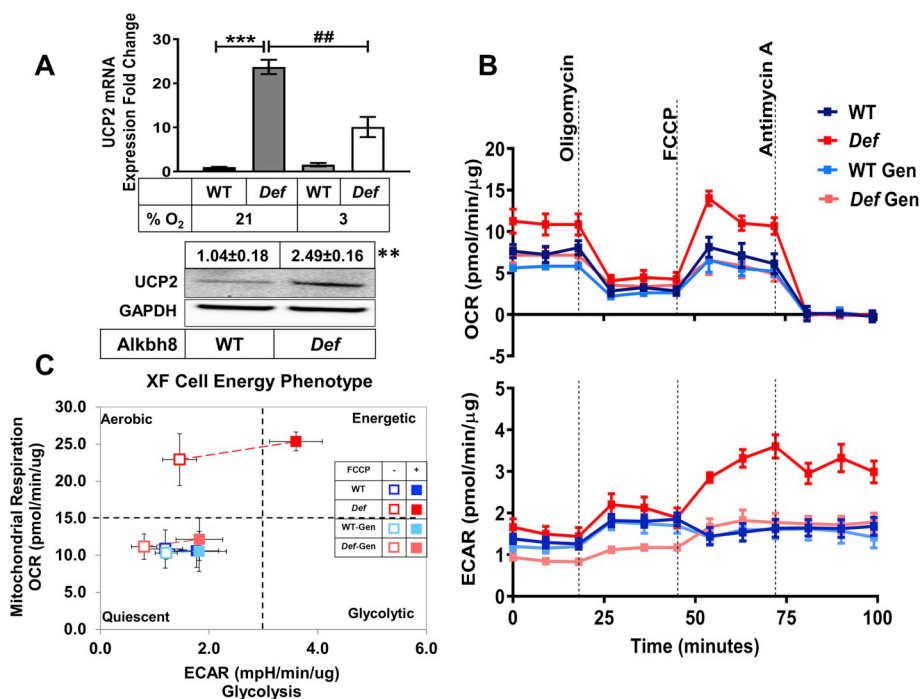 A
UCP2 mRNA
Expression Fold Change
30
20
10
0
***
##
WT Def WT Def
% O2 21 3
1.04±0.18 2.49±0.16 **
UCP2
GAPDH
Alkbh8 WT Def
B
Oligomycin
FCCP
Antimycin A
WT
Def
WT Gen
Def Gen
OCR (pmol/min/µg)
20
15
10
5
0
-5
ECAR (pmol/min/µg)
5
4
3
2
1
0
0 25 50 75 100
Time (minutes)
C
XF Cell Energy Phenotype
Mitochondrial Respiration
OCR (pmol/min/ug)
30.0
25.0
20.0
15.0
10.0
5.0
0.0
Aerobic Energetic
FCCP - +
WT
Def
WT-Gen
Def-Gen
Quiescent Glycolytic
0.0 2.0 4.0 6.0
ECAR (mpH/min/ug)
Glycolysis